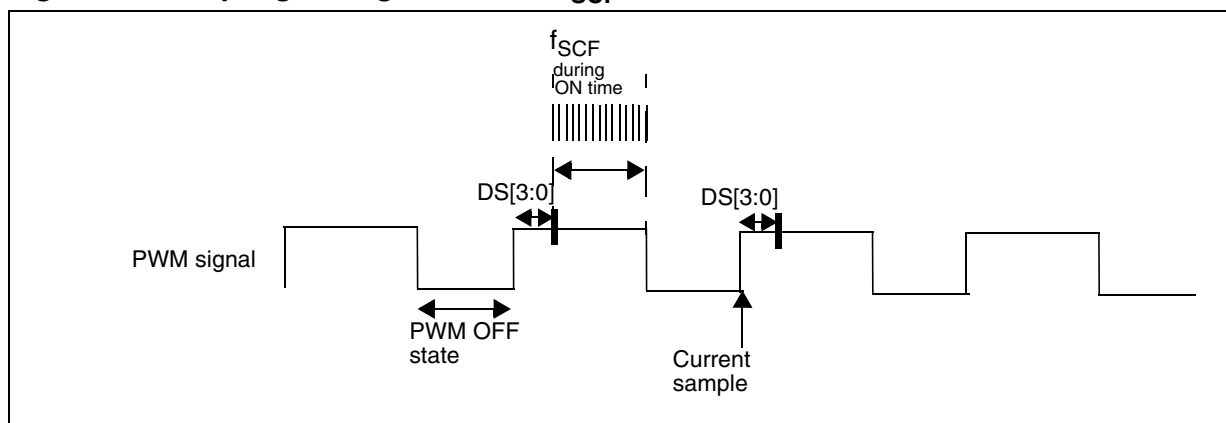 f_SCF
during
ON time
DS[3:0]
DS[3:0]
PWM signal
PWM OFF
state
Current
sample